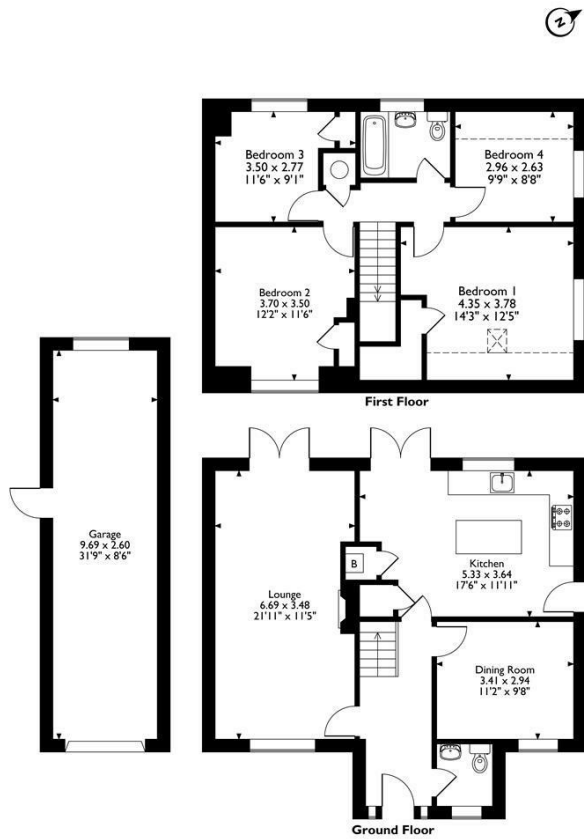 Z
Bedroom 3
3.50 x 2.77
11'6" x 9'1"
Bedroom 4
2.96 x 2.63
9'9" x 8'8"
Bedroom 2
3.70 x 3.50
12'2" x 11'6"
Bedroom 1
4.35 x 3.78
14'3" x 12'5"
First Floor
Garage
9.69 x 2.60
31'9" x 8'6"
B
Kitchen
5.33 x 3.64
17'6" x 11'11"
Lounge
6.69 x 3.48
21'11" x 11'5"
Dining Room
3.41 x 2.94
11'2" x 9'8"
Ground Floor